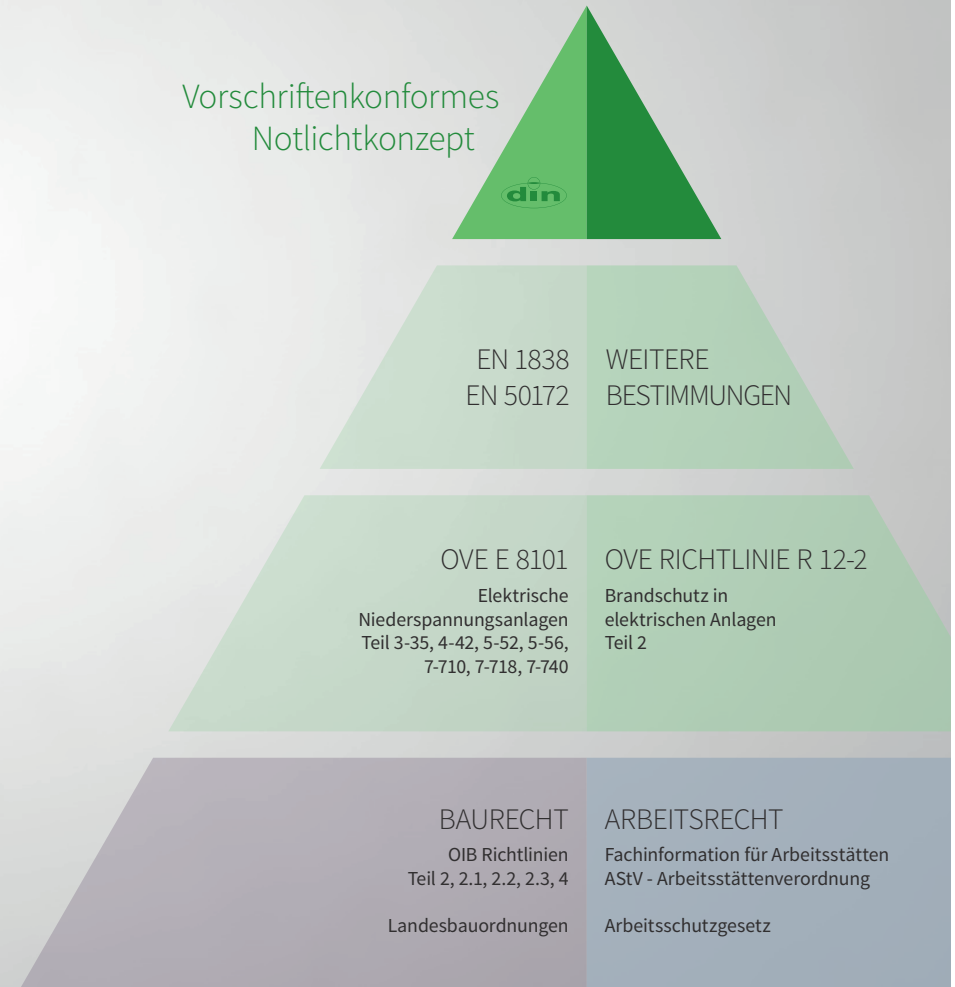 Vorschriftenkonformes
Notlichtkonzept
din
EN 1838
EN 50172
WEITERE
BESTIMMUNGEN
OVE E 8101
Elektrische
Niederspannungsanlagen
Teil 3-35, 4-42, 5-52, 5-56,
7-710, 7-718, 7-740
OVE RICHTLINIE R 12-2
Brandschutz in
elektrischen Anlagen
Teil 2
BAURECHT
OIB Richtlinien
Teil 2, 2.1, 2.2, 2.3, 4
Landesbauordnungen
ARBEITSRECHT
Fachinformation für Arbeitsstätten
AStV - Arbeitsstättenverordnung
Arbeitsschutzgesetz